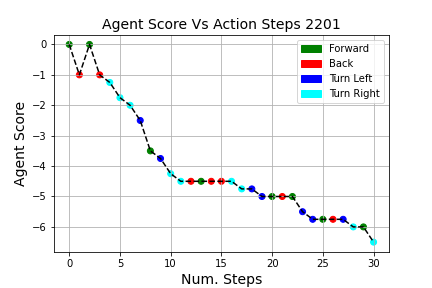 Agent Score Vs Action Steps 2201
Forward
Back
Turn Left
Turn Right
Agent Score
0
−1
−2
−3
−4
−5
−6
0 5 10 15 20 25 30
Num. Steps